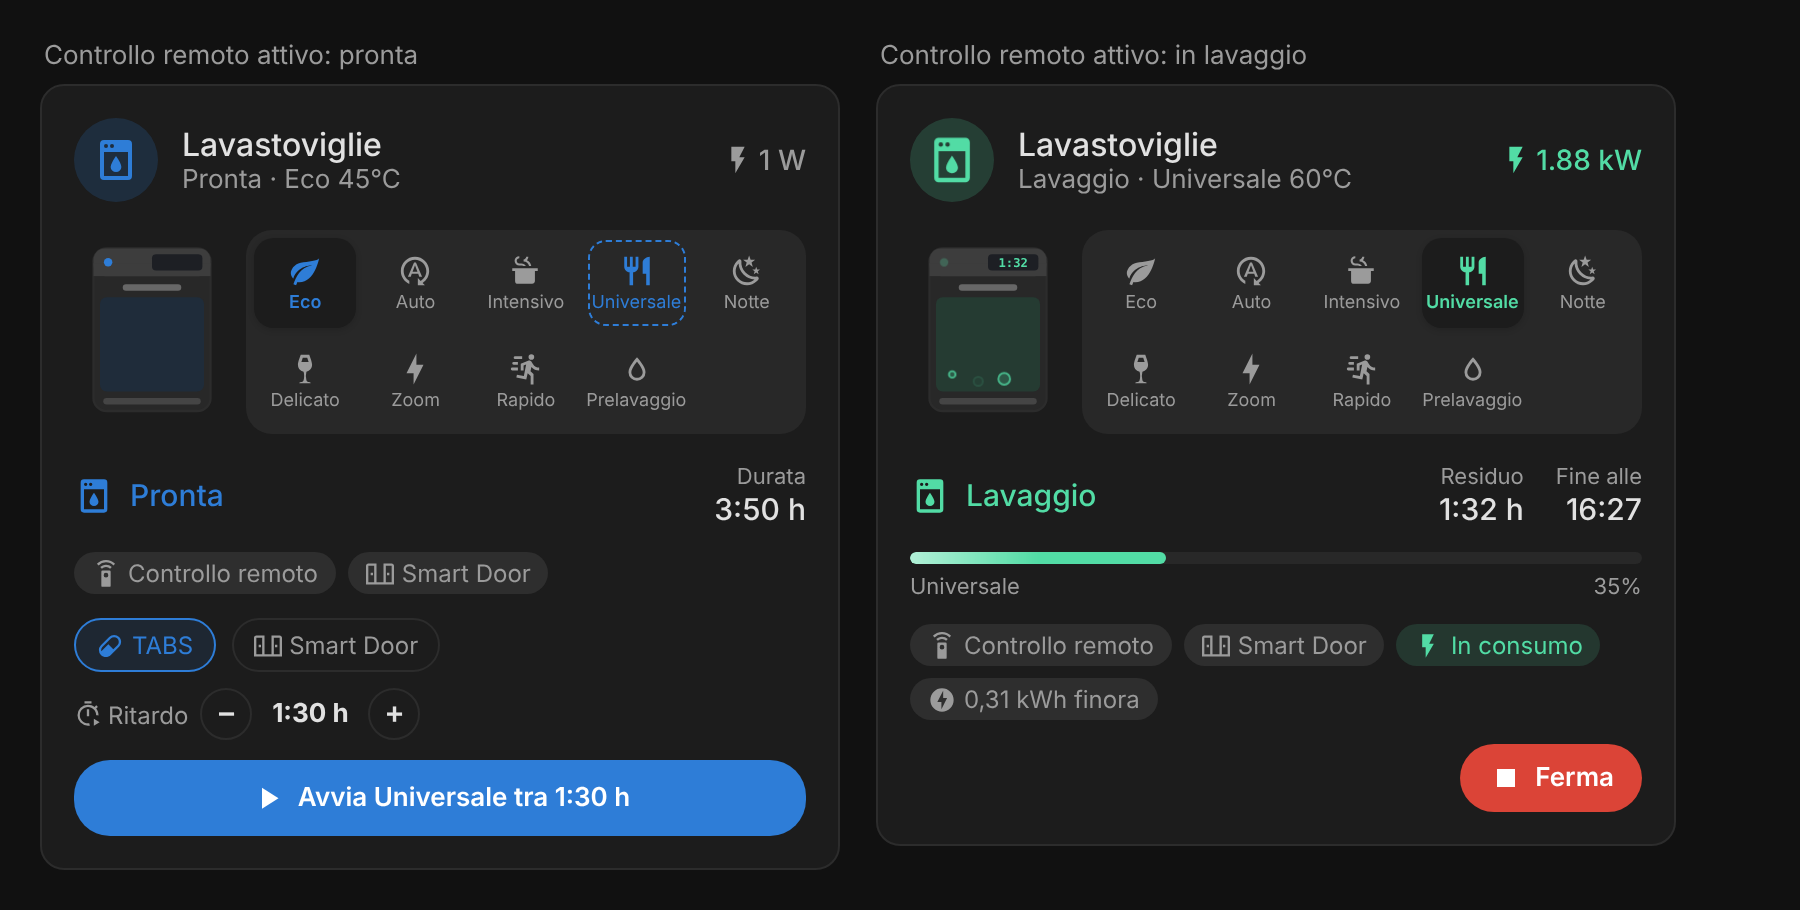 Controllo remoto attivo: pronta
Lavastoviglie
Pronta · Eco 45°C
1 W
Eco
Auto
Intensivo
Universale
Notte
Delicato
Zoom
Rapido
Prelavaggio
Pronta
Durata
3:50 h
Controllo remoto
Smart Door
TABS
Smart Door
Ritardo
− 1:30 h +
Avvia Universale tra 1:30 h
Controllo remoto attivo: in lavaggio
Lavastoviglie
Lavaggio · Universale 60°C
1.88 kW
1:32
Eco
Auto
Intensivo
Universale
Notte
Delicato
Zoom
Rapido
Prelavaggio
Lavaggio
Residuo
1:32 h
Fine alle
16:27
Universale
35%
Controllo remoto
Smart Door
In consumo
0,31 kWh finora
Ferma